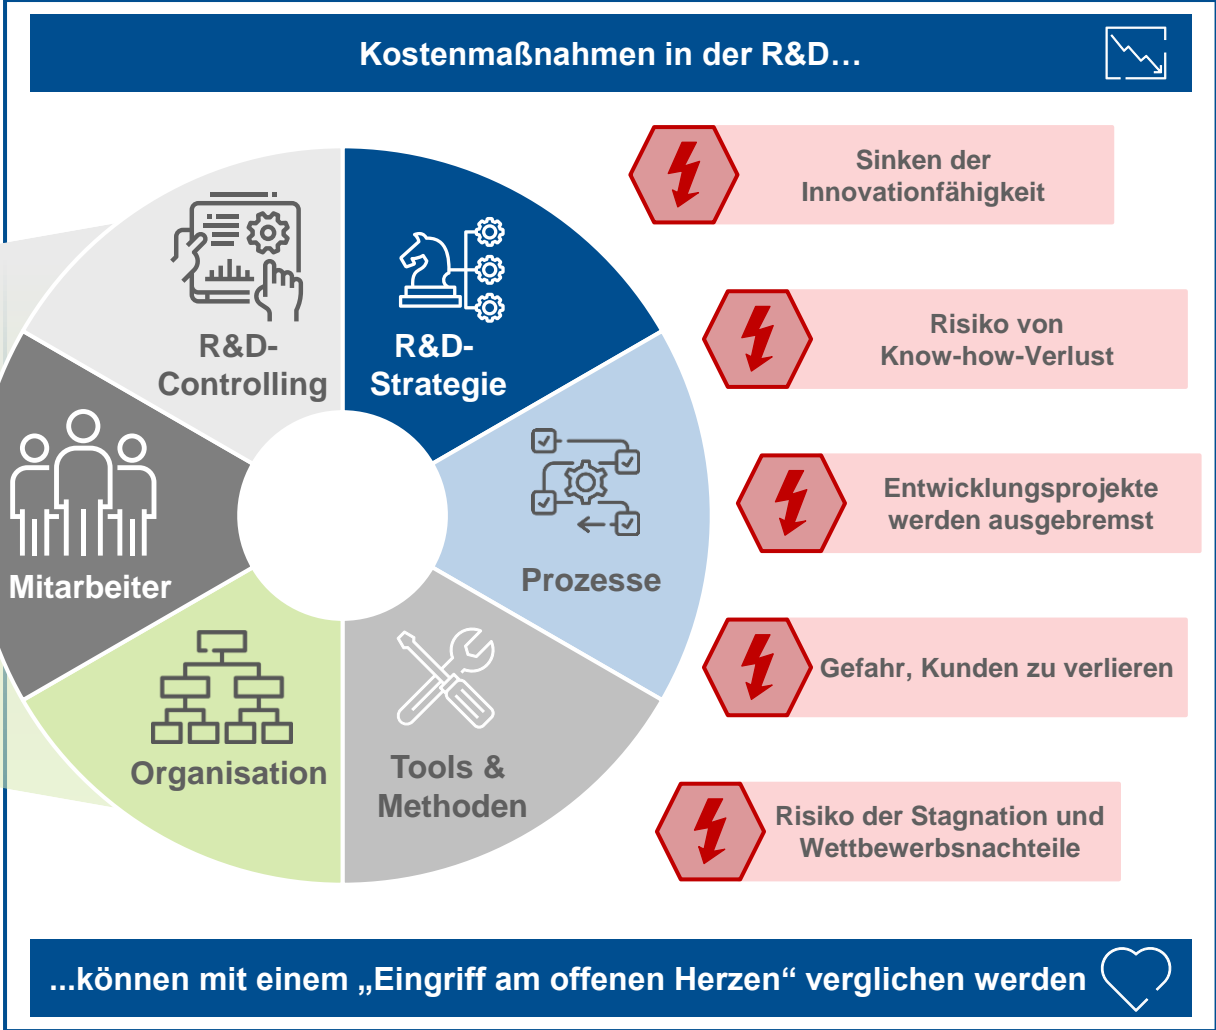 Kostenmaßnahmen in der R&D…
R&D-
Controlling
R&D-
Strategie
Prozesse
Tools &
Methoden
Organisation
Mitarbeiter
Sinken der
Innovationfähigkeit
Risiko von
Know-how-Verlust
Entwicklungsprojekte
werden ausgebremst
Gefahr, Kunden zu verlieren
Risiko der Stagnation und
Wettbewerbsnachteile
...können mit einem „Eingriff am offenen Herzen“ verglichen werden